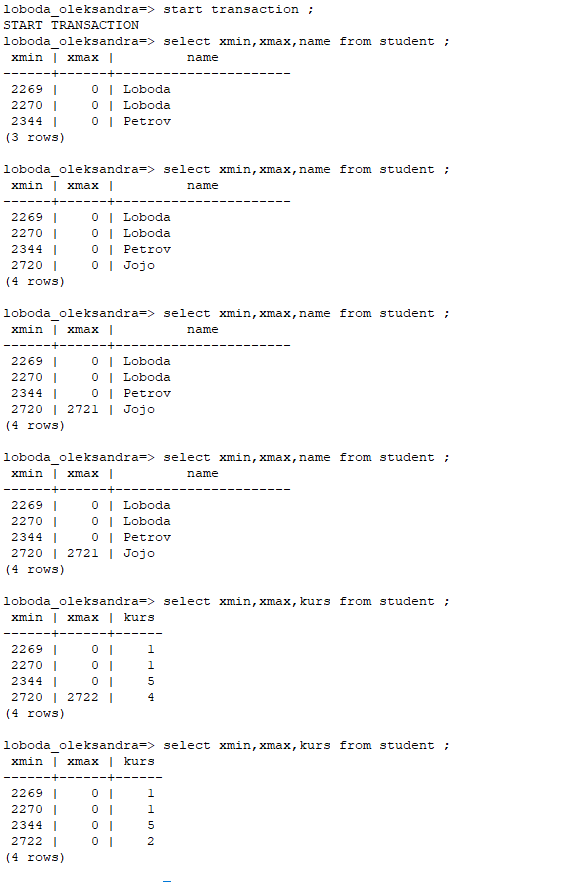 loboda_oleksandra=> start transaction ;
START TRANSACTION
loboda_oleksandra=> select xmin,xmax,name from student ;
 xmin | xmax |         name
------+------+----------------------
 2269 |    0 | Loboda
 2270 |    0 | Loboda
 2344 |    0 | Petrov
(3 rows)

loboda_oleksandra=> select xmin,xmax,name from student ;
 xmin | xmax |         name
------+------+----------------------
 2269 |    0 | Loboda
 2270 |    0 | Loboda
 2344 |    0 | Petrov
 2720 |    0 | Jojo
(4 rows)

loboda_oleksandra=> select xmin,xmax,name from student ;
 xmin | xmax |         name
------+------+----------------------
 2269 |    0 | Loboda
 2270 |    0 | Loboda
 2344 |    0 | Petrov
 2720 | 2721 | Jojo
(4 rows)

loboda_oleksandra=> select xmin,xmax,name from student ;
 xmin | xmax |         name
------+------+----------------------
 2269 |    0 | Loboda
 2270 |    0 | Loboda
 2344 |    0 | Petrov
 2720 | 2721 | Jojo
(4 rows)

loboda_oleksandra=> select xmin,xmax,kurs from student ;
 xmin | xmax | kurs
------+------+------
 2269 |    0 |    1
 2270 |    0 |    1
 2344 |    0 |    5
 2720 | 2722 |    4
(4 rows)

loboda_oleksandra=> select xmin,xmax,kurs from student ;
 xmin | xmax | kurs
------+------+------
 2269 |    0 |    1
 2270 |    0 |    1
 2344 |    0 |    5
 2722 |    0 |    2
(4 rows)